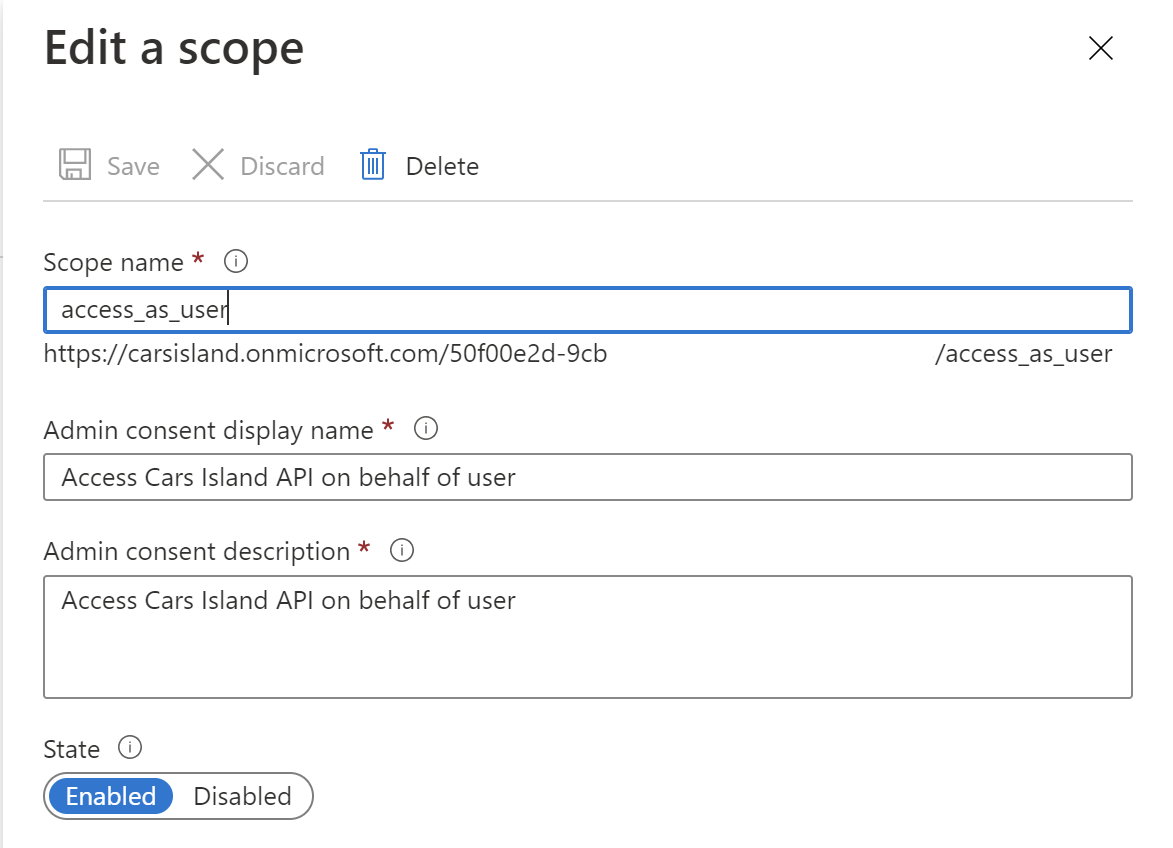 Edit a scope
Save Discard Delete
Scope name *
access_as_user
https://carsisland.onmicrosoft.com/50f00e2d-9cb /access_as_user
Admin consent display name *
Access Cars Island API on behalf of user
Admin consent description *
Access Cars Island API on behalf of user
State
Enabled Disabled